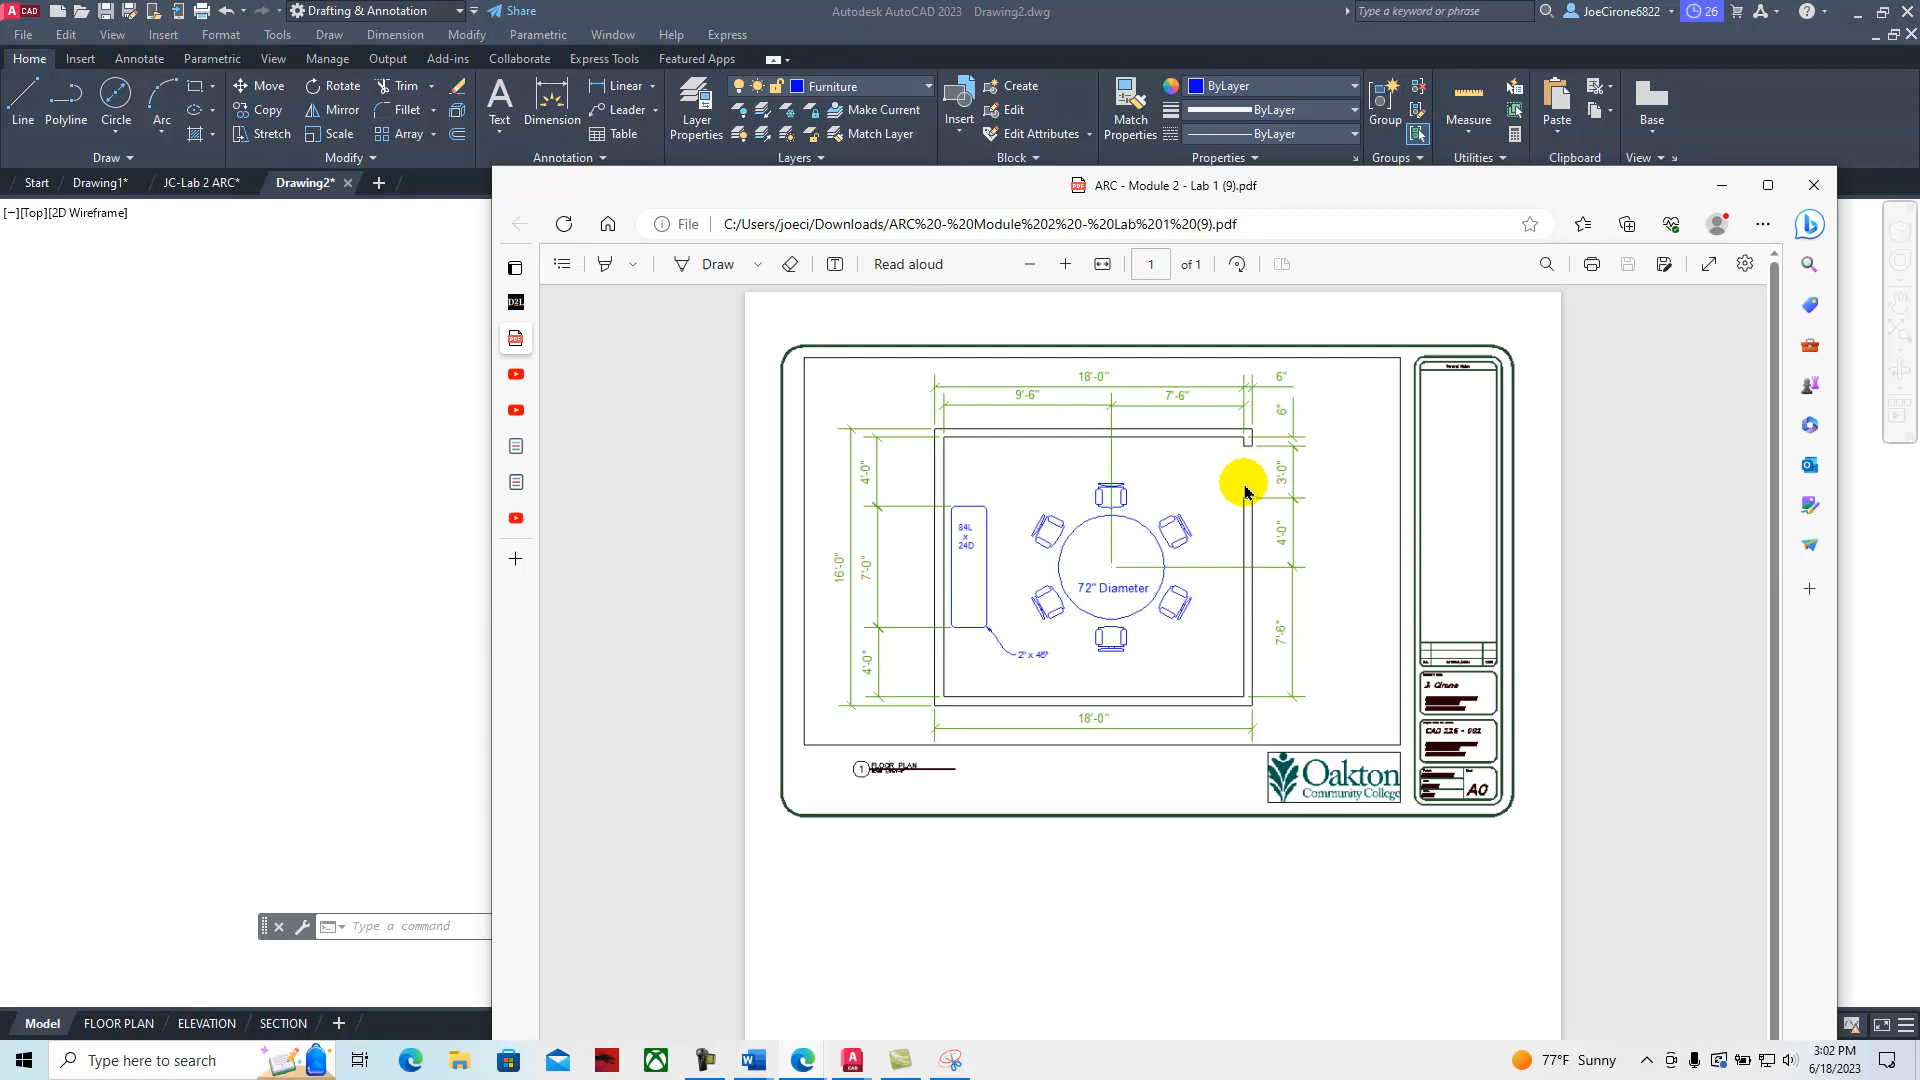 CAD
Drafting & Annotation
Share
Autodesk AutoCAD 2023 Drawing2.dwg
Type a keyword or phrase
JoeCirone6822
26
File Edit View Insert Format Tools Draw Dimension Modify Parametric Window Help Express
Home Insert Annotate Parametric View Manage Output Add-ins Collaborate Express Tools Featured Apps
Line Polyline Circle Arc
Move Rotate Trim
Copy Mirror Fillet
Stretch Scale Array
Text Dimension
Linear
Leader
Table
Layer Properties
Furniture
Make Current
Match Layer
Insert
Create
Edit
Edit Attributes
Match Properties
ByLayer
ByLayer
ByLayer
Group
Measure
Paste
Base
Draw Modify Annotation Layers Block Properties Groups Utilities Clipboard View
Start Drawing1* JC-Lab 2 ARC* Drawing2*
[−][Top][2D Wireframe]
ARC - Module 2 - Lab 1 (9).pdf
File C:/Users/joeci/Downloads/ARC%20-%20Module%202%20-%20Lab%201%20(9).pdf
Draw Read aloud 1 of 1
D2L
18'-0" 6"
9'-6" 7'-6"
6"
4'-0"
3'-0"
84L
x
24D
4'-0"
16'-0"
7'-0"
72" Diameter
7'-6"
4'-0"
2" x 45°
18'-0"
1 FLOOR PLAN
Oakton
Community College
J. Cirone
CAD 116 - 002
A0
Type a command
Model FLOOR PLAN ELEVATION SECTION
Type here to search
77°F Sunny
3:02 PM
6/18/2023